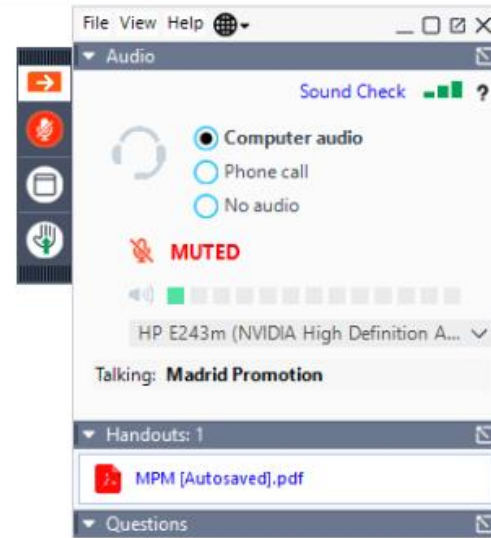 File View Help
Audio
Sound Check ?
Computer audio
Phone call
No audio
MUTED
HP E243m (NVIDIA High Definition A...
Talking: Madrid Promotion
Handouts: 1
MPM [Autosaved].pdf
Questions